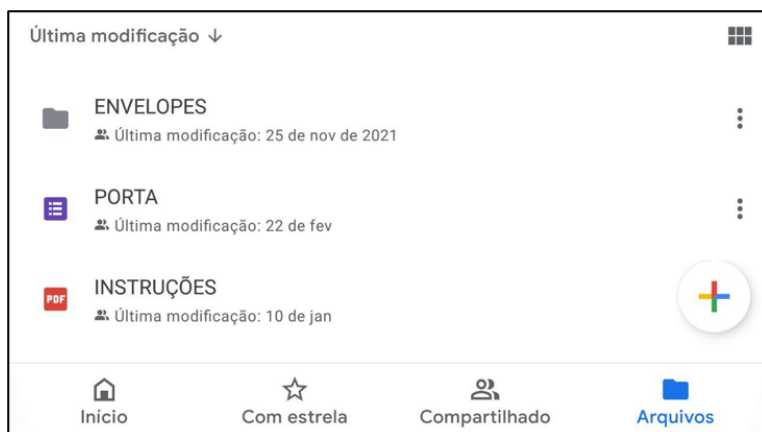 Última modificação ↓
ENVELOPES
Última modificação: 25 de nov de 2021
PORTA
Última modificação: 22 de fev
PDF INSTRUÇÕES
Última modificação: 10 de jan
Início Com estrela Compartilhado Arquivos